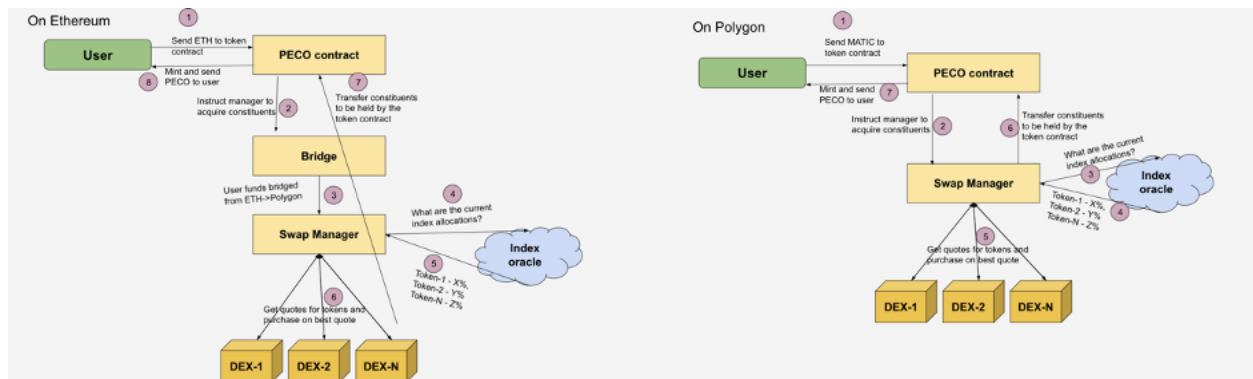 On Ethereum
1
Send ETH to token
contract
User
PECO contract
8
Mint and send
PECO to user
7
Transfer constituents
to be held by the
token contract
Instruct manager to
acquire constituents
2
Bridge
User funds bridged
from ETH->Polygon
3
4
What are the current
index allocations?
Swap Manager
Index
oracle
5
Token-1 - X%,
Token-2 - Y%
Token-N - Z%
6
Get quotes for tokens and
purchase on best quote
DEX-1
DEX-2
DEX-N
On Polygon
1
Send MATIC to
token contract
User
PECO contract
Mint and send
PECO to user
7
Instruct manager to
acquire constituents
2
6
Transfer constituents
to be held by the
token contract
What are the current
index allocations?
3
Swap Manager
Index
oracle
Token-1 - X%,
Token-2 - Y%
Token-N - Z%
4
5
Get quotes for tokens and
purchase on best quote
DEX-1
DEX-2
DEX-N